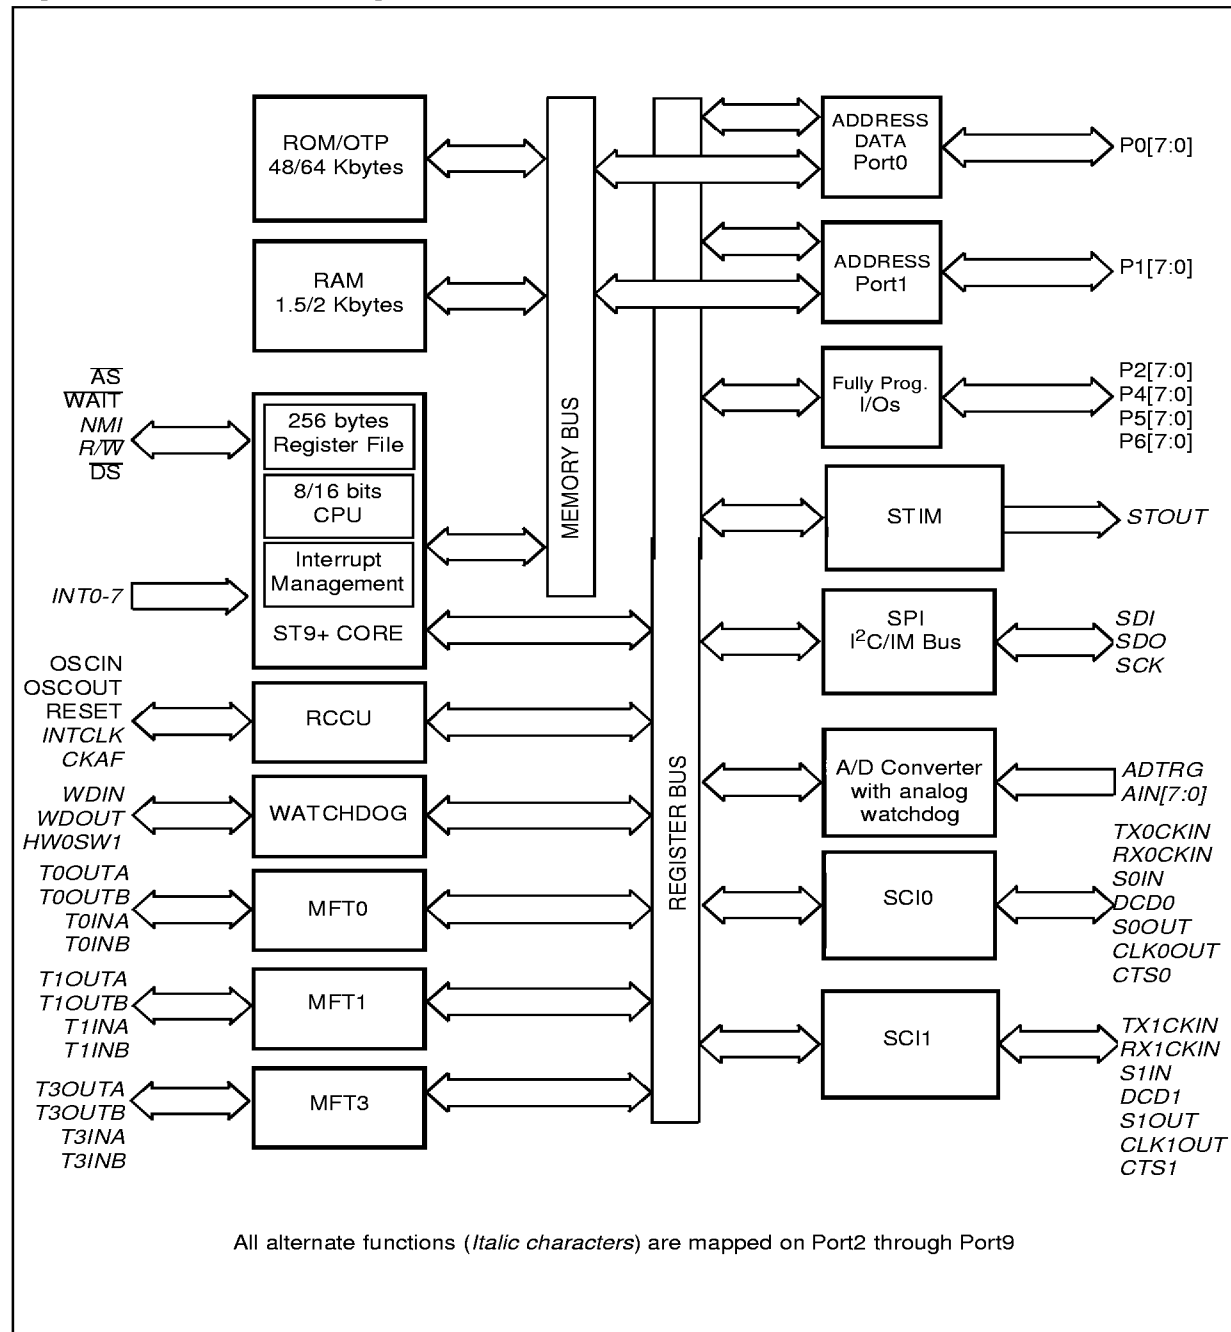 ROM/OTP
48/64 Kbytes
RAM
1.5/2 Kbytes
AS
WAIT
NMI
R/W
DS
256 bytes
Register File
8/16 bits
CPU
Interrupt
Management
ST9+ CORE
INT0-7
OSCIN
OSCOUT
RESET
INTCLK
CKAF
RCCU
WDIN
WDOUT
HW0SW1
WATCHDOG
T0OUTA
T0OUTB
T0INA
T0INB
MFT0
T1OUTA
T1OUTB
T1INA
T1INB
MFT1
T3OUTA
T3OUTB
T3INA
T3INB
MFT3
MEMORY BUS
REGISTER BUS
ADDRESS
DATA
Port0
P0[7:0]
ADDRESS
Port1
P1[7:0]
Fully Prog.
I/Os
P2[7:0]
P4[7:0]
P5[7:0]
P6[7:0]
STIM
STOUT
SPI
I²C/IM Bus
SDI
SDO
SCK
A/D Converter
with analog
watchdog
ADTRG
AIN[7:0]
SCI0
TX0CKIN
RX0CKIN
S0IN
DCD0
S0OUT
CLK0OUT
CTS0
SCI1
TX1CKIN
RX1CKIN
S1IN
DCD1
S1OUT
CLK1OUT
CTS1
All alternate functions (Italic characters) are mapped on Port2 through Port9